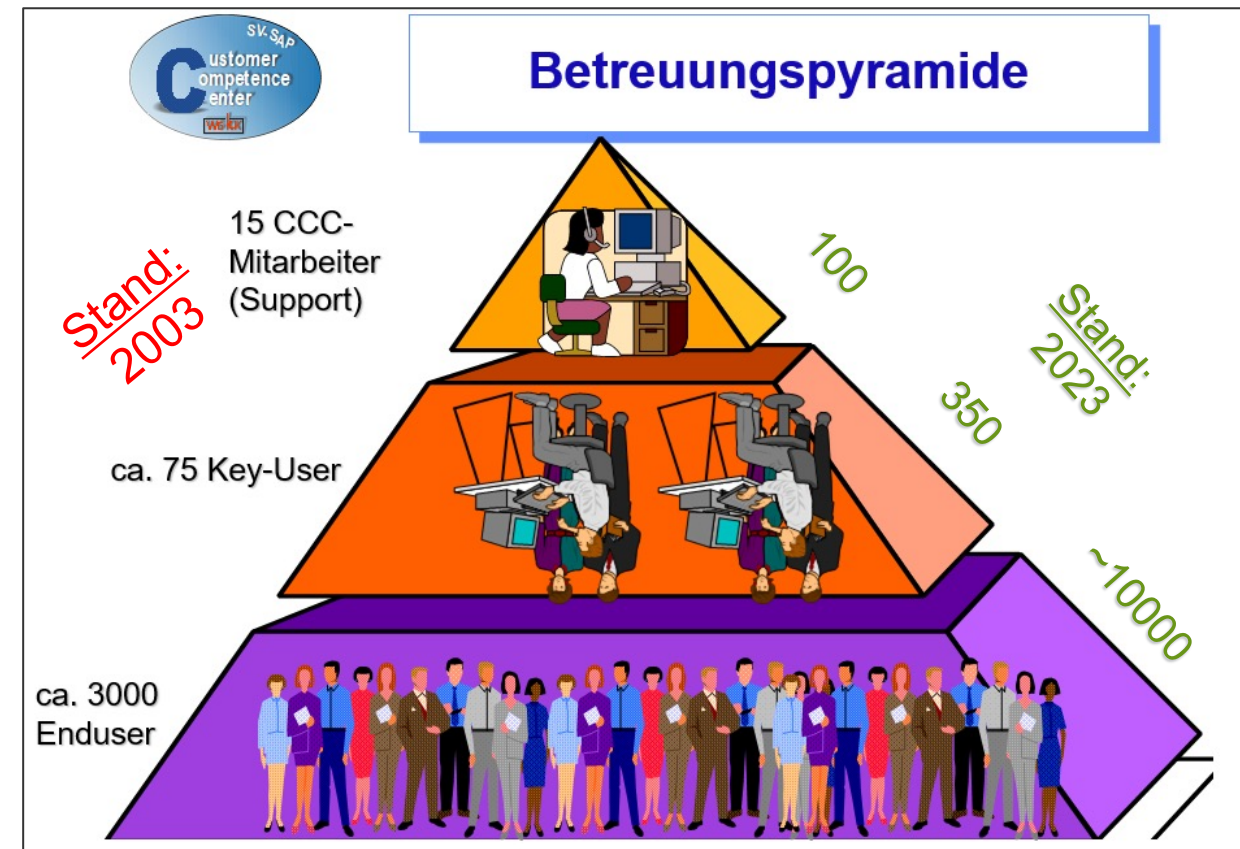 SV-SAP
Customer
Competence
Center
Betreuungspyramide
15 CCC-
Mitarbeiter
(Support)
Stand:
2003
100
Stand:
2023
350
ca. 75 Key-User
~10000
ca. 3000
Enduser